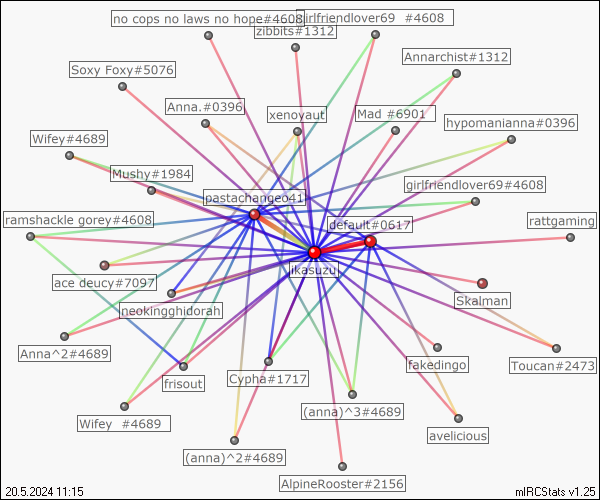 no cops no laws no hope#4608
girlfriendlover69 #4608
zibbits#1312
Annarchist#1312
Soxy Foxy#5076
Anna.#0396
xenovaut
Mad #6901
hypomanianna#0396
Wifey#4689
Mushy#1984
pastachangeo41
girlfriendlover69#4608
ramshackle gorey#4608
default#0617
rattgaming
ikasuzu
ace deucy#7097
Skalman
neokingghidorah
Anna^2#4689
fakedingo
Toucan#2473
frisout
Cypha#1717
Wifey #4689
(anna)^3#4689
avelicious
(anna)^2#4689
AlpineRooster#2156
20.5.2024 11:15
mIRCStats v1.25